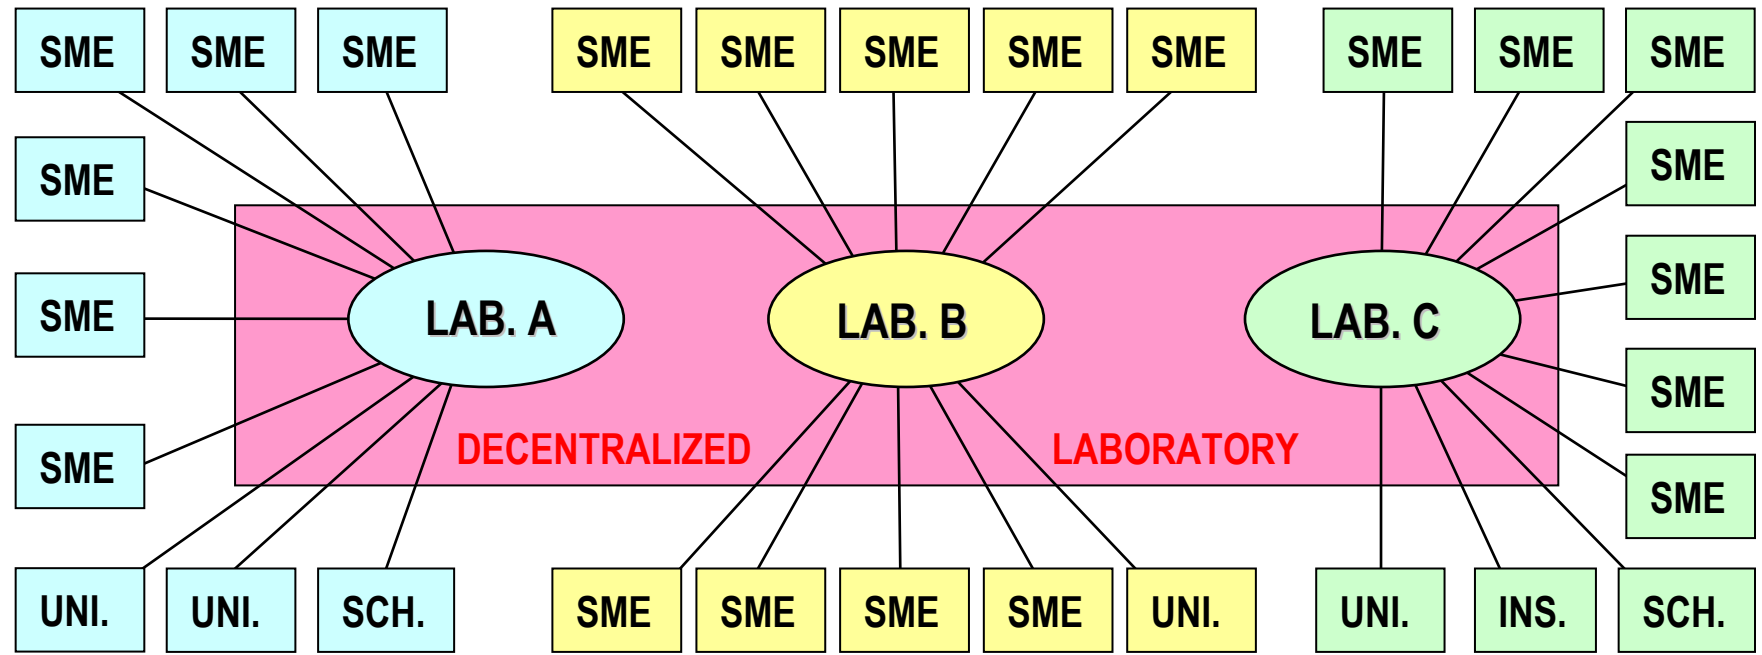 SME SME SME SME SME SME SME SME SME SME SME
SME SME
SME SME
LAB. A LAB. B LAB. C
SME
SME
DECENTRALIZED LABORATORY
SME
UNI. UNI. SCH. SME SME SME SME UNI. UNI. INS. SCH.